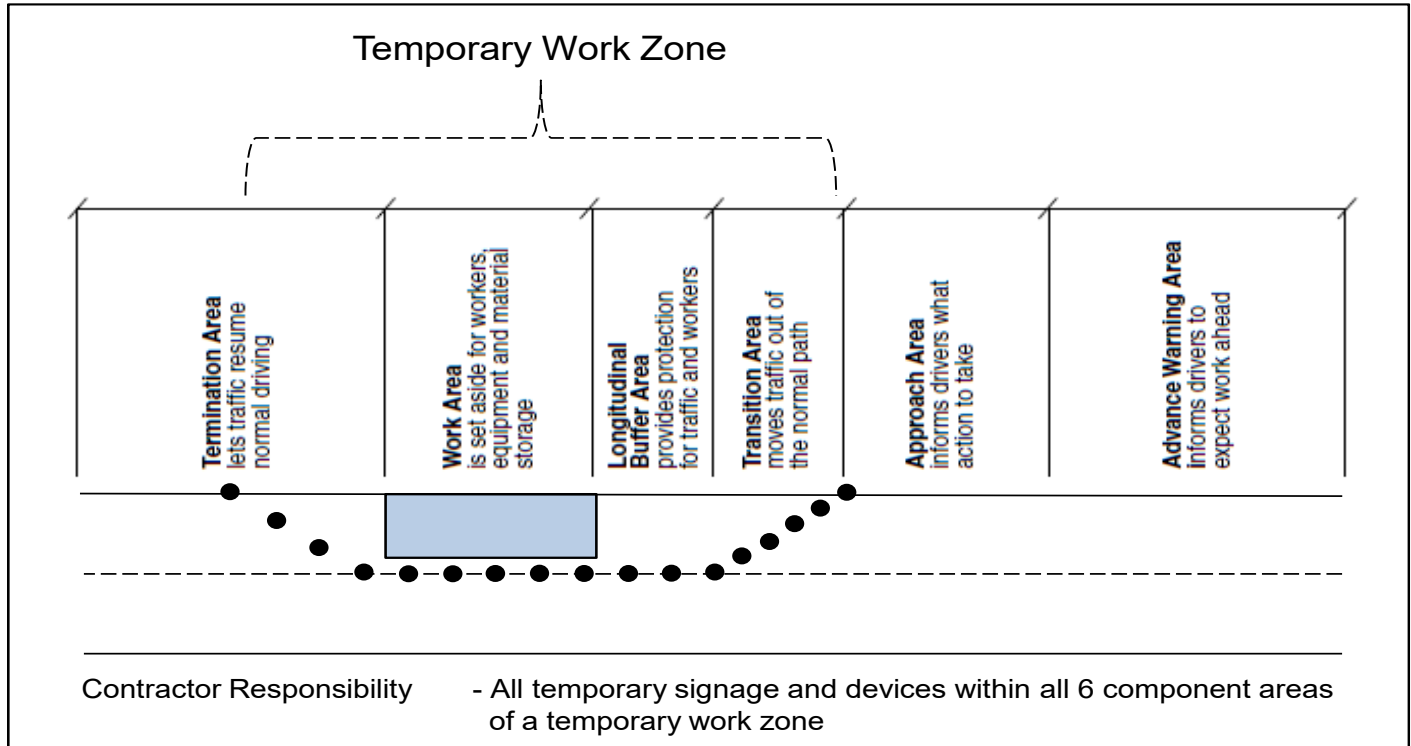 Temporary Work Zone
Termination Area
lets traffic resume
normal driving
Work Area
is set aside for workers,
equipment and material
storage
Longitudinal
Buffer Area
provides protection
for traffic and workers
Transition Area
moves traffic out of
the normal path
Approach Area
informs drivers what
action to take
Advance Warning Area
informs drivers to
expect work ahead
Contractor Responsibility - All temporary signage and devices within all 6 component areas
of a temporary work zone